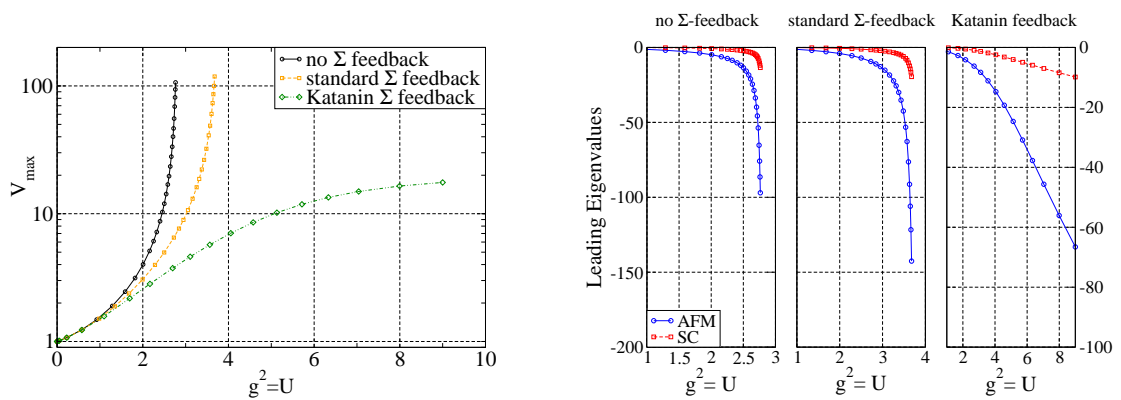 no Σ feedback
standard Σ feedback
Katanin Σ feedback
V_max
100
10
1
0 2 4 6 8 10
g²=U
no Σ-feedback standard Σ-feedback Katanin feedback
Leading Eigenvalues
0
-50
-100
-150
-200
AFM
SC
1 1.5 2 2.5 3
g²= U
1 2 3 4
g²= U
2 4 6 8
g²= U
0
-20
-40
-60
-80
-100